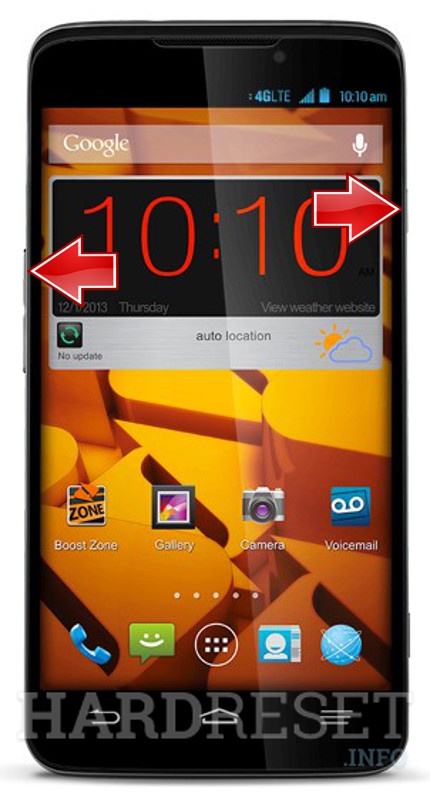 4GLTE 10:10 am
Google
10:10
AM
12/1/2013 Thursday View weather website
auto location
No update
ZONE
Boost Zone Gallery Camera Voicemail
HARDRESET
.INFO